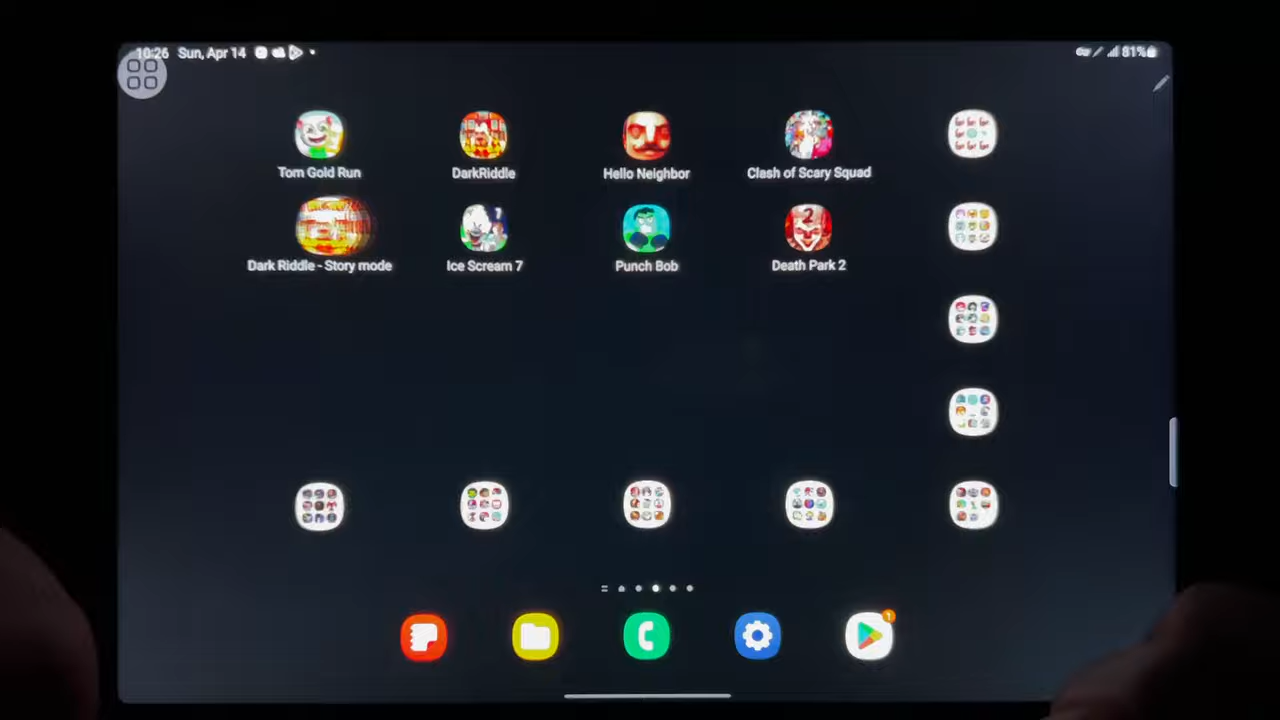 10:26 Sun, Apr 14
81%
Tom Gold Run
DarkRiddle
Hello Neighbor
Clash of Scary Squad
Dark Riddle - Story mode
Ice Scream 7
Punch Bob
Death Park 2
1